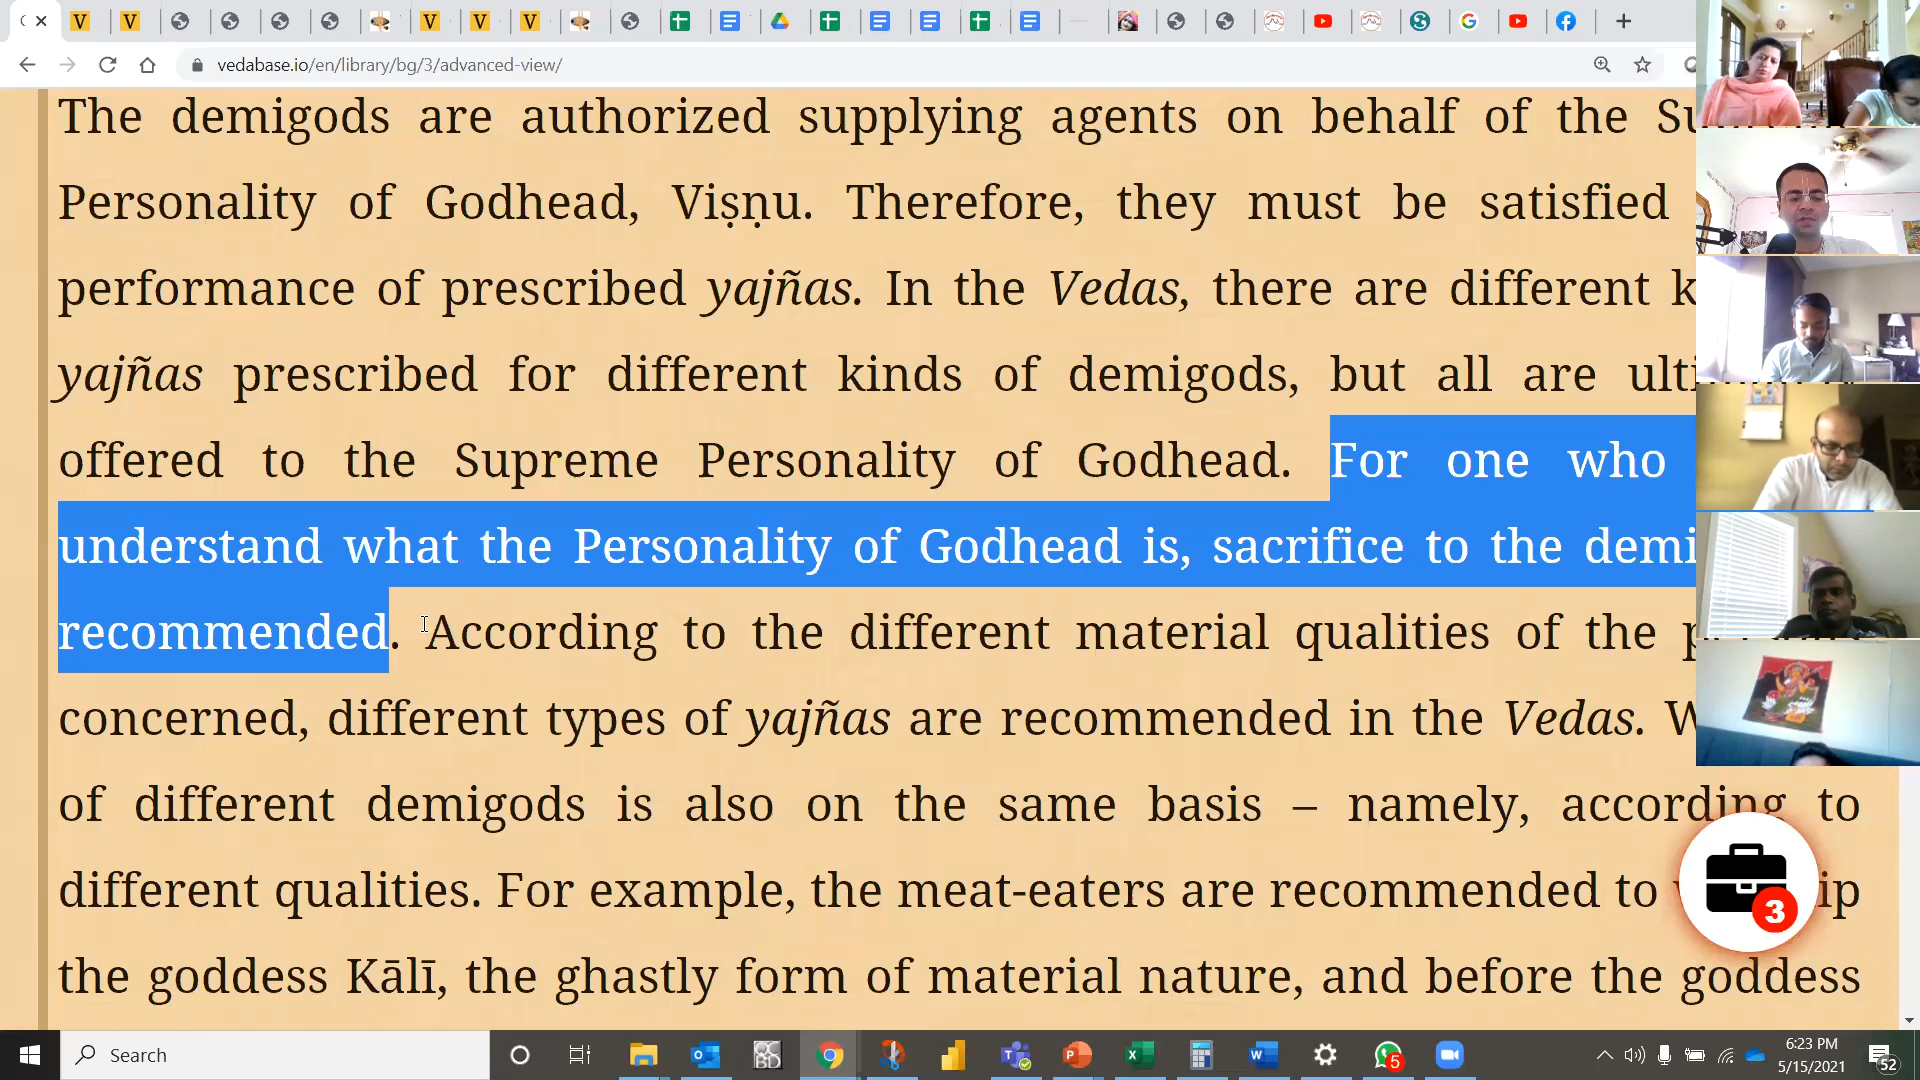 vedabase.io/en/library/bg/3/advanced-view/
The demigods are authorized supplying agents on behalf of the
Personality of Godhead, Viṣṇu. Therefore, they must be satisfied
performance of prescribed yajñas. In the Vedas, there are different
yajñas prescribed for different kinds of demigods, but all are
offered to the Supreme Personality of Godhead. For one who
understand what the Personality of Godhead is, sacrifice to the
recommended. According to the different material qualities of the
concerned, different types of yajñas are recommended in the Vedas.
of different demigods is also on the same basis – namely, according to
different qualities. For example, the meat-eaters are recommended to
3
the goddess Kālī, the ghastly form of material nature, and before the goddess
Search
5
6:23 PM
5/15/2021
52